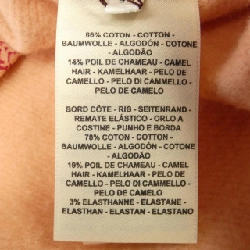 85% COTON - COTTON -
BAUMWOLLE - ALGODÓN - COTONE
- ALGODÃO
15% POIL DE CHAMEAU - CAMEL
HAIR - KAMELHAAR - PELO DE
CAMELLO - PELI DI CAMMELLO -
PELO DE CAMELO
BORD CÔTE - RIB - SEITENRAND -
REMATE ELÁSTICO - ORLO A
COSTINE - PUNHO E BORDA
78% COTON - COTTON -
BAUMWOLLE - ALGODÓN - COTONE
- ALGODÃO
19% POIL DE CHAMEAU - CAMEL
HAIR - KAMELHAAR - PELO DE
CAMELLO - PELI DI CAMMELLO -
PELO DE CAMELO
3% ELASTHANNE - ELASTANE -
ELASTHAN - ELASTAN - ELASTANO